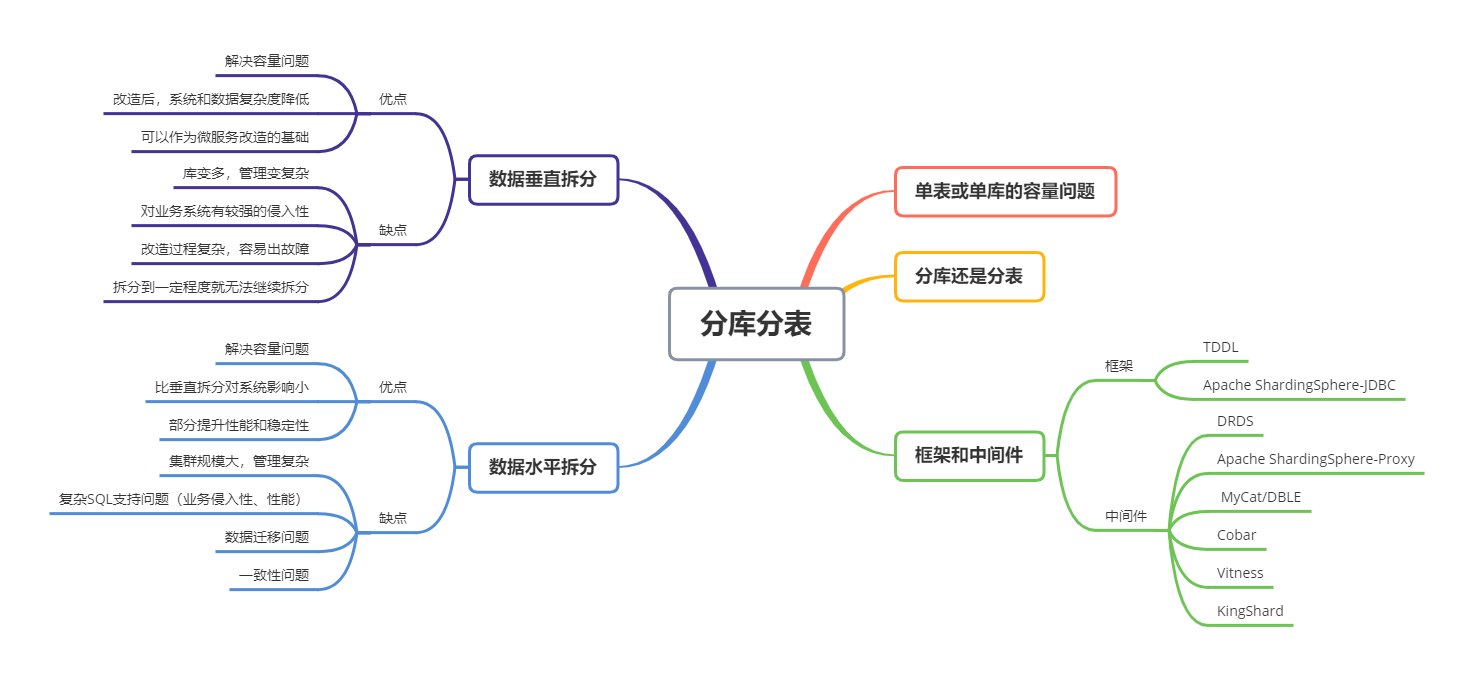 分库分表
单表或单库的容量问题
分库还是分表
框架和中间件
框架
TDDL
Apache ShardingSphere-JDBC
中间件
DRDS
Apache ShardingSphere-Proxy
MyCat/DBLE
Cobar
Vitness
KingShard
数据垂直拆分
优点
解决容量问题
改造后，系统和数据复杂度降低
可以作为微服务改造的基础
缺点
库变多，管理变复杂
对业务系统有较强的侵入性
改造过程复杂，容易出故障
拆分到一定程度就无法继续拆分
数据水平拆分
优点
解决容量问题
比垂直拆分对系统影响小
部分提升性能和稳定性
缺点
集群规模大，管理复杂
复杂SQL支持问题（业务侵入性、性能）
数据迁移问题
一致性问题